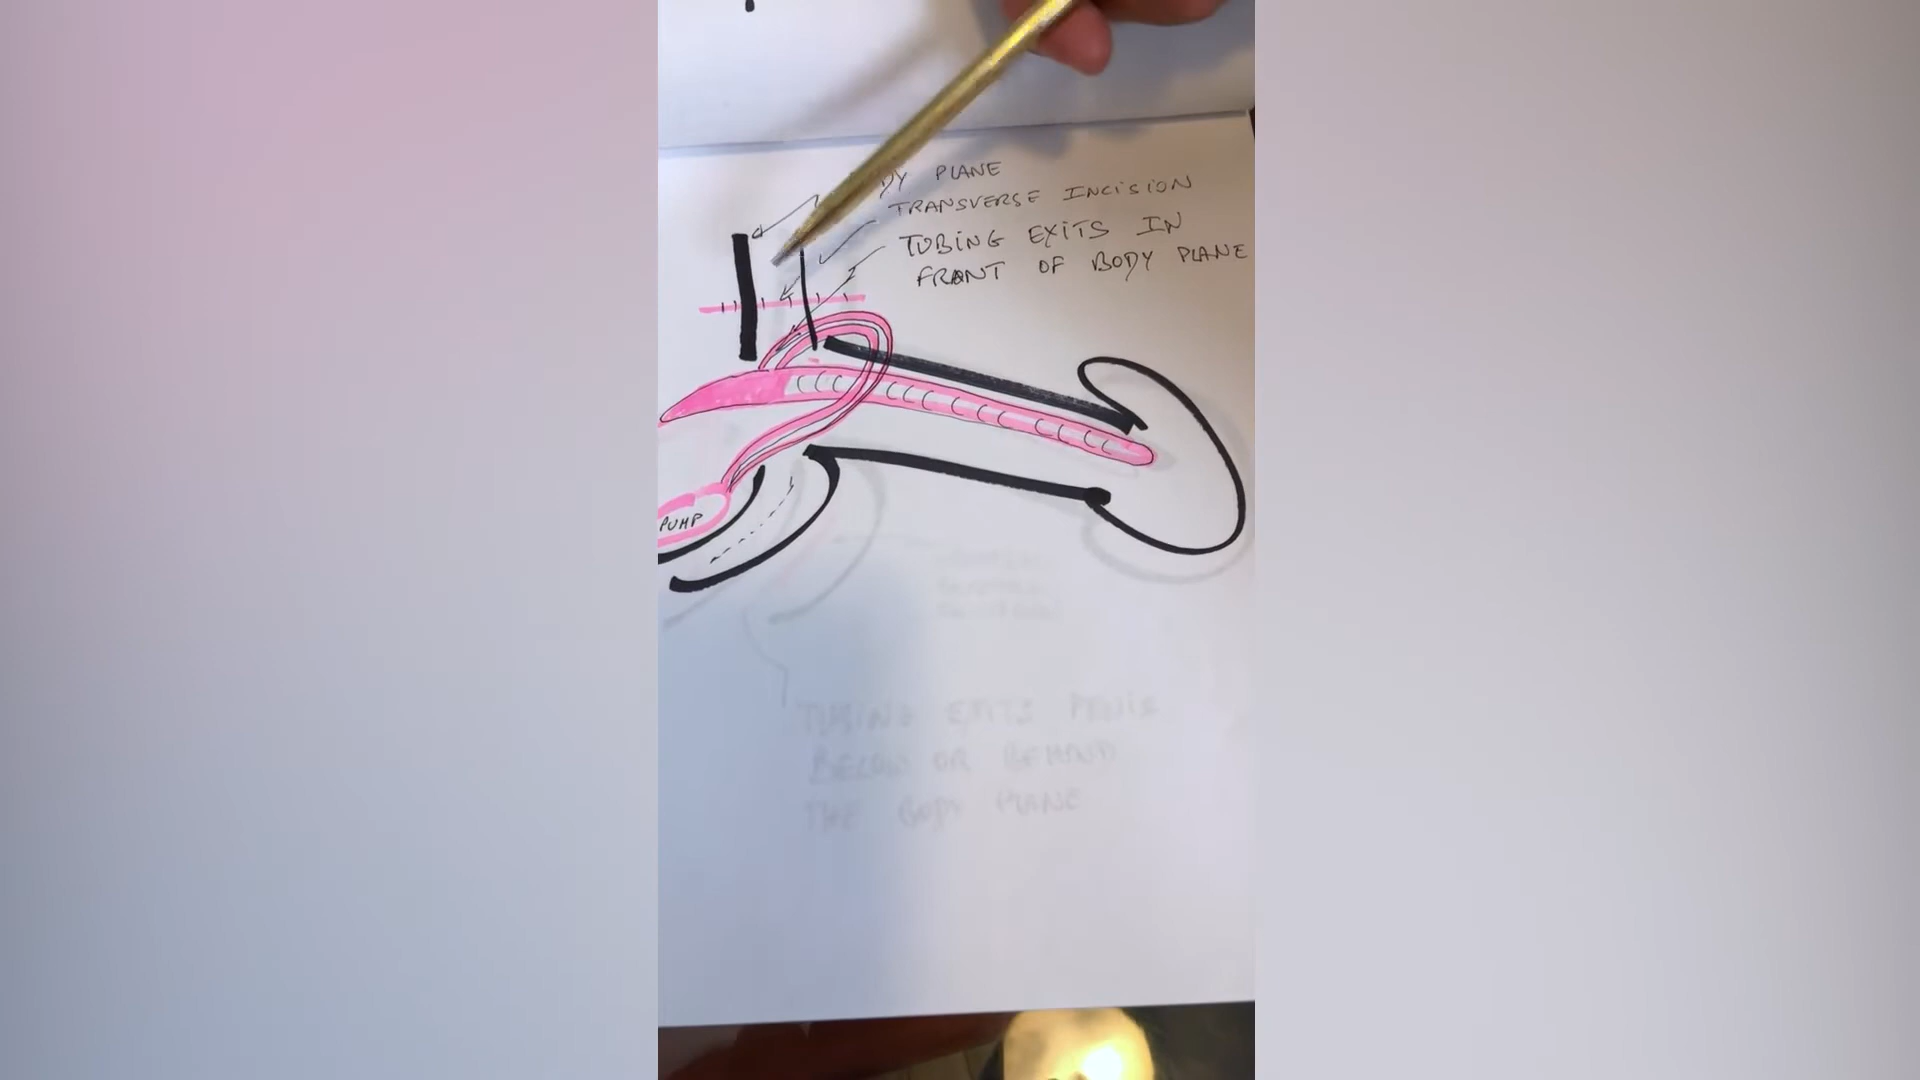 PLANE
TRANSVERSE INCISION
TUBING EXITS IN
FRANT OF BODY PLANE
PUMP
TUBING EXITS PENIS
BELOW OR BEHIND
THE BODY PLANE